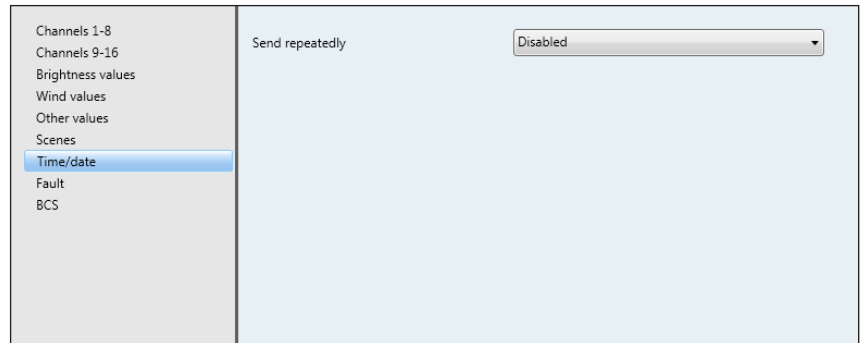 Channels 1-8
Channels 9-16
Brightness values
Wind values
Other values
Scenes
Time/date
Fault
BCS
Send repeatedly
Disabled